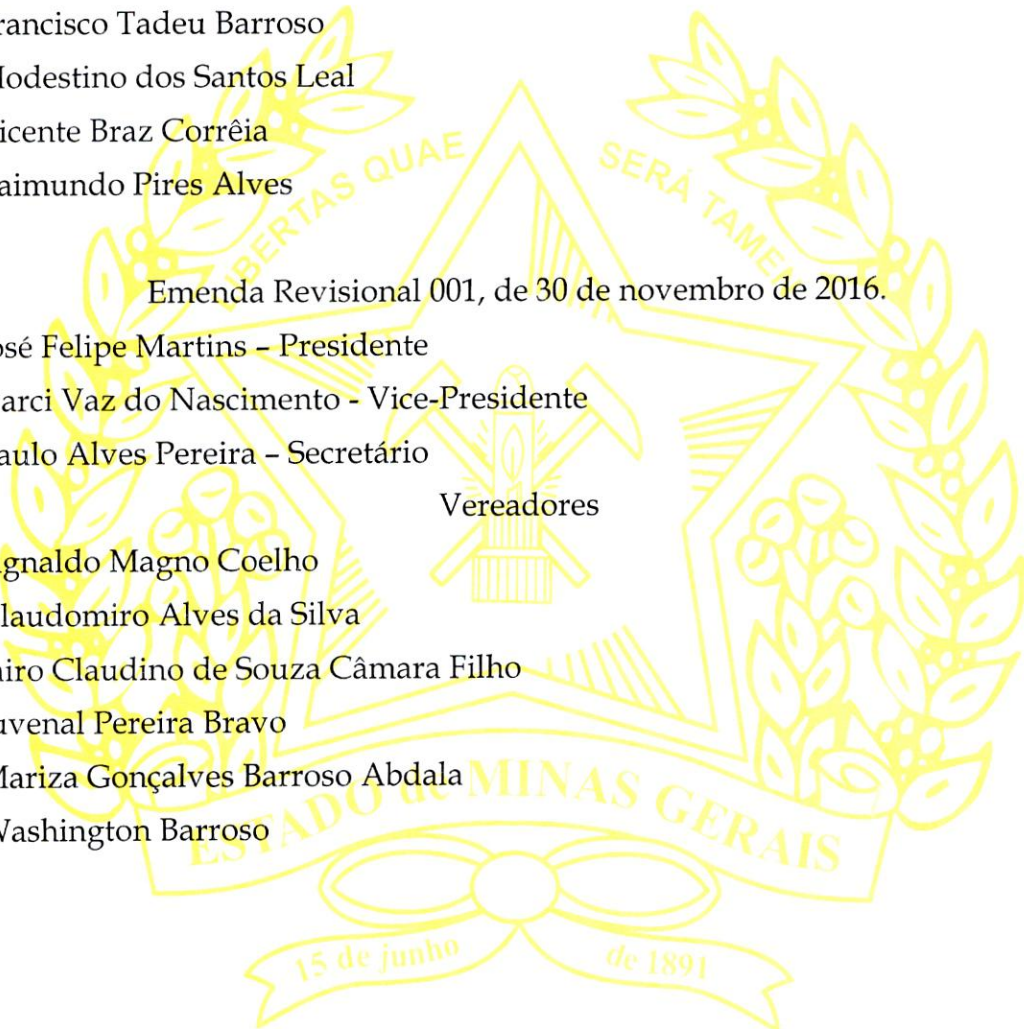 rancisco Tadeu Barroso
odestino dos Santos Leal
icente Braz Corrêia
aimundo Pires Alves
LIBERTAS QUAE SERÁ TAMEN
Emenda Revisional 001, de 30 de novembro de 2016.
osé Felipe Martins – Presidente
arci Vaz do Nascimento - Vice-Presidente
aulo Alves Pereira – Secretário
Vereadores
gnaldo Magno Coelho
laudomiro Alves da Silva
iro Claudino de Souza Câmara Filho
uvenal Pereira Bravo
Mariza Gonçalves Barroso Abdala
Washington Barroso
ESTADO de MINAS GERAIS
15 de junho de 1891